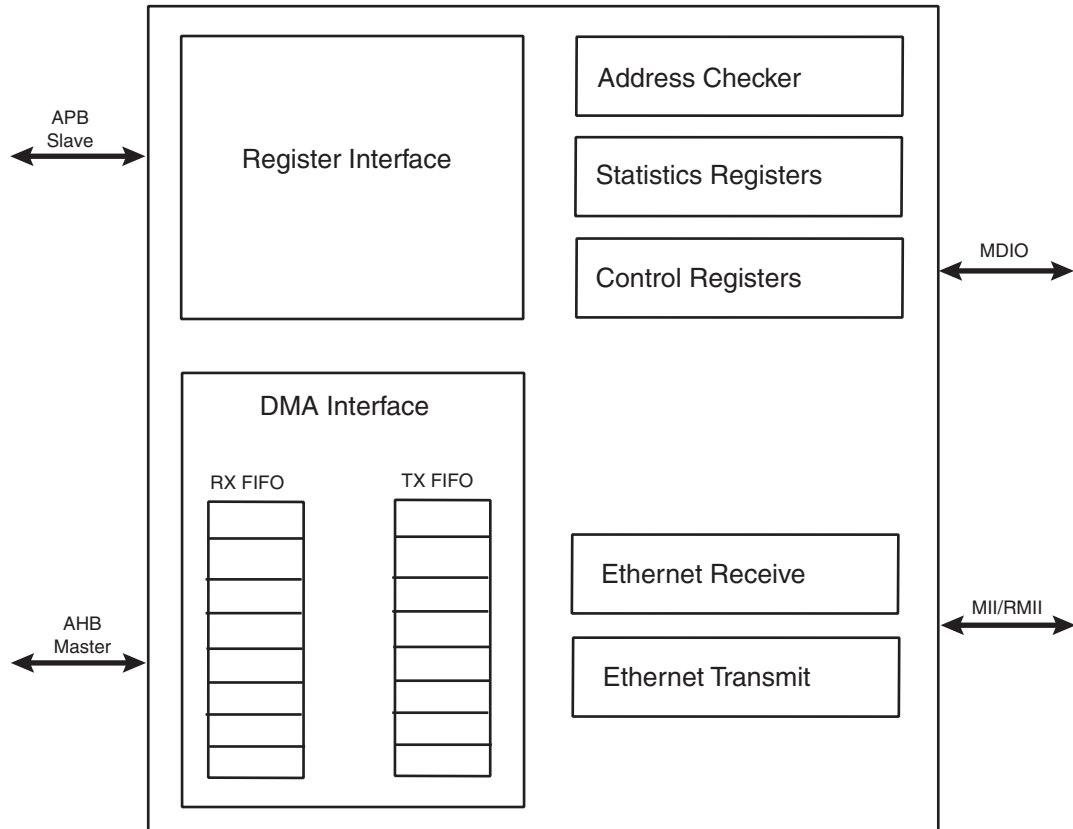 Address Checker
APB
Slave
Register Interface
Statistics Registers
Control Registers
MDIO
DMA Interface
RX FIFO
TX FIFO
Ethernet Receive
MII/RMII
AHB
Master
Ethernet Transmit